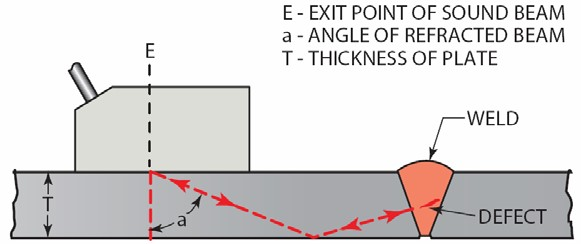 E - EXIT POINT OF SOUND BEAM
a - ANGLE OF REFRACTED BEAM
T - THICKNESS OF PLATE
E
WELD
T
a
DEFECT